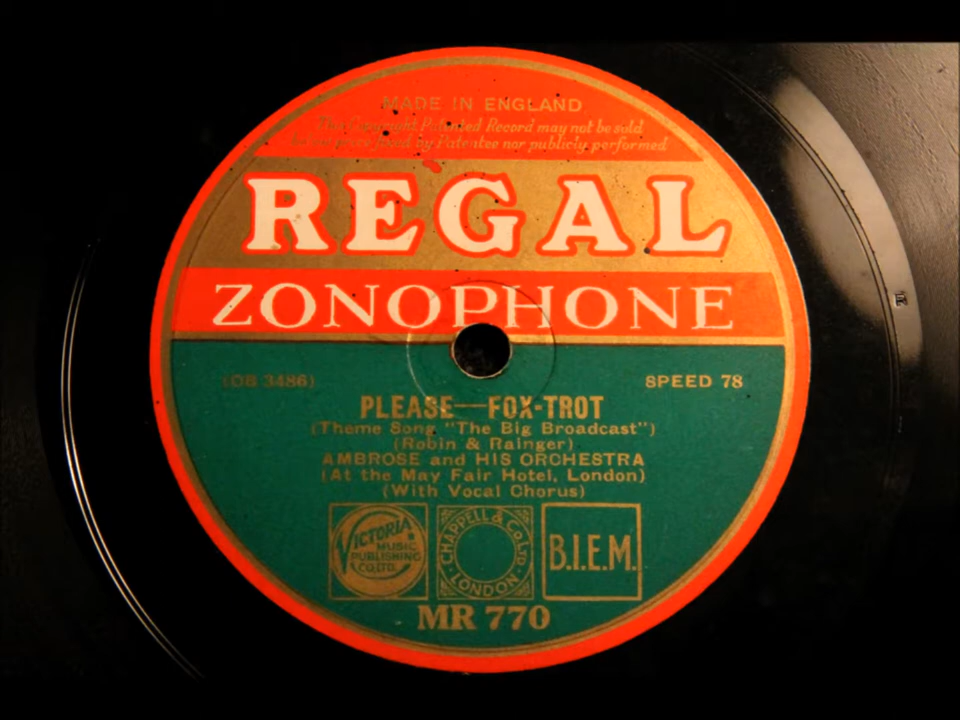 MADE IN ENGLAND
The Copyright Patented Record may not be sold
below price fixed by Patentee nor publicly performed
REGAL
ZONOPHONE
(OB 3486)
SPEED 78
PLEASE—FOX-TROT
(Theme Song "The Big Broadcast")
(Robin & Rainger)
AMBROSE and HIS ORCHESTRA
(At the May Fair Hotel, London)
(With Vocal Chorus)
VICTORIA
MUSIC
PUBLISHING
CO. LTD.
CHAPPELL & Co. LTD
LONDON
B.I.E.M.
MR 770